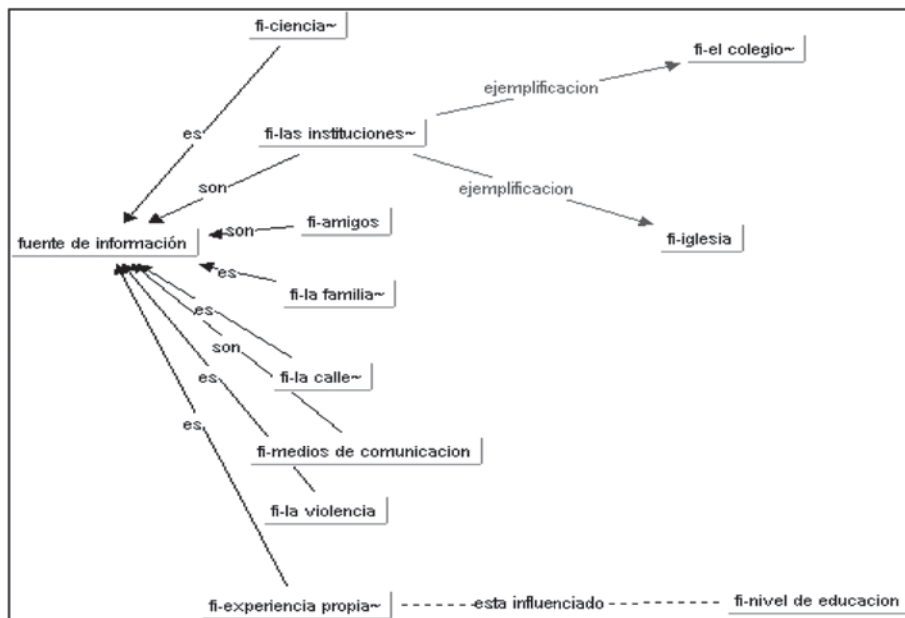 fi-ciencia~
fi-el colegio~
ejemplificacion
es
fi-las instituciones~
son
ejemplificacion
fi-amigos
son
fuente de información
fi-iglesia
es
fi-la familia~
es
son
es
fi-la calle~
es
fi-medios de comunicacion
fi-la violencia
fi-experiencia propia~
esta influenciado
fi-nivel de educacion